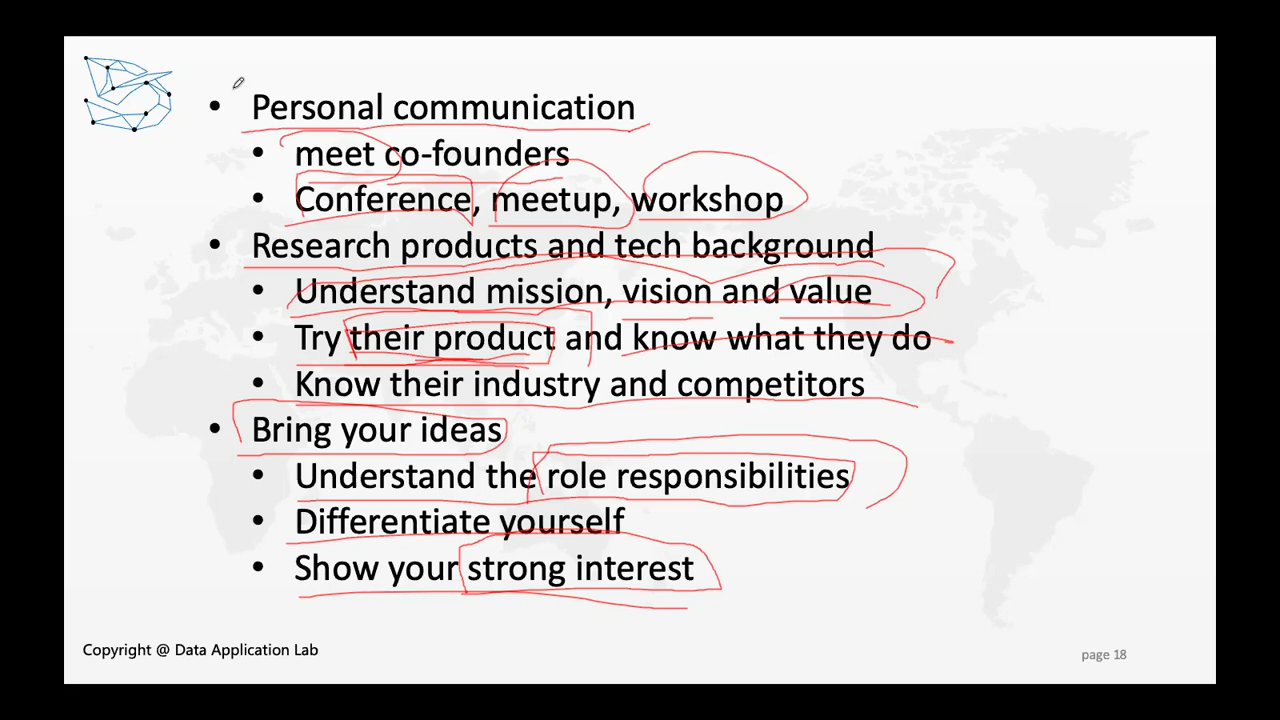 • Personal communication
• meet co-founders
• Conference, meetup, workshop
• Research products and tech background
• Understand mission, vision and value
• Try their product and know what they do
• Know their industry and competitors
• Bring your ideas
• Understand the role responsibilities
• Differentiate yourself
• Show your strong interest
Copyright @ Data Application Lab
page 18